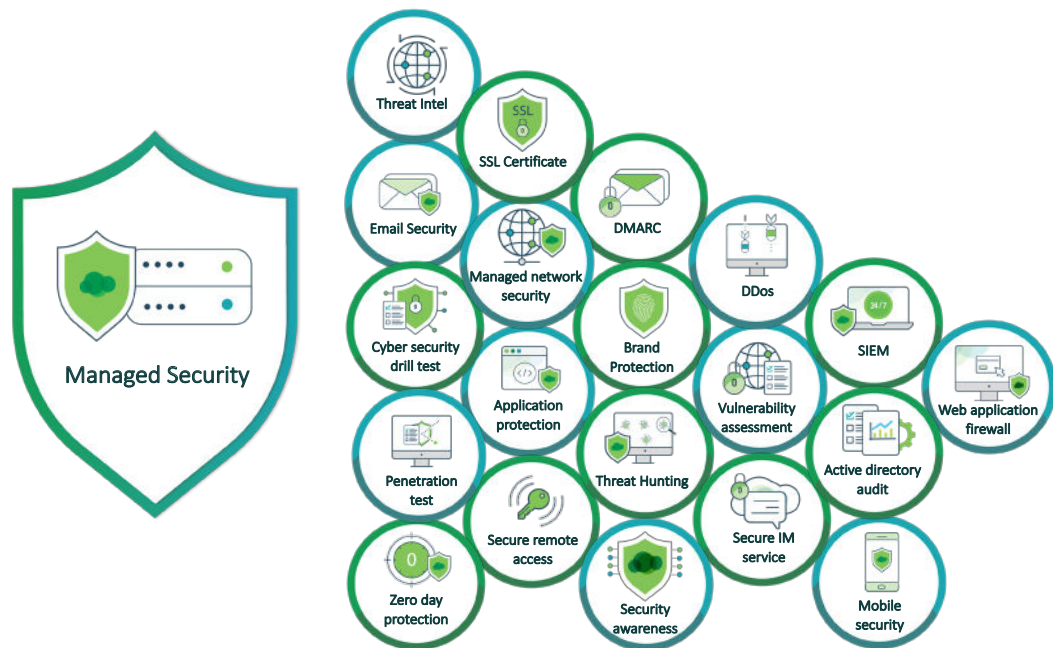 Managed Security
Threat Intel
SSL
SSL Certificate
Email Security
DMARC
Managed network
security
DDos
Cyber security
drill test
Brand
Protection
24/7
SIEM
Application
protection
Vulnerability
assessment
Web application
firewall
Penetration
test
Threat Hunting
Active directory
audit
Secure remote
access
Secure IM
service
0
Zero day
protection
Security
awareness
Mobile
security